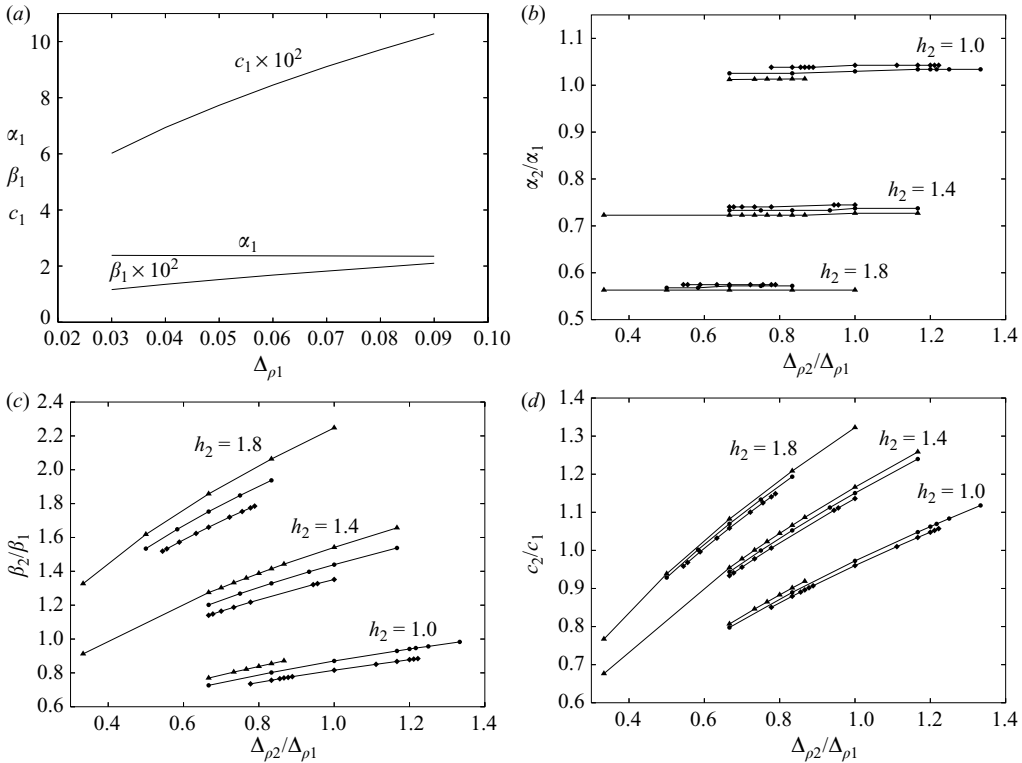 (a)
10
8
6
4
2
0
α₁
β₁
c₁
c₁ × 10²
α₁
β₁ × 10²
0.02 0.03 0.04 0.05 0.06 0.07 0.08 0.09 0.10
Δρ1
(b)
1.1
1.0
0.9
0.8
0.7
0.6
0.5
α₂/α₁
h₂ = 1.0
h₂ = 1.4
h₂ = 1.8
0.4 0.6 0.8 1.0 1.2 1.4
Δρ2/Δρ1
(c)
2.4
2.2
2.0
1.8
1.6
1.4
1.2
1.0
0.8
0.6
β₂/β₁
h₂ = 1.8
h₂ = 1.4
h₂ = 1.0
0.4 0.6 0.8 1.0 1.2 1.4
Δρ2/Δρ1
(d)
1.4
1.3
1.2
1.1
1.0
0.9
0.8
0.7
0.6
c₂/c₁
h₂ = 1.8
h₂ = 1.4
h₂ = 1.0
0.4 0.6 0.8 1.0 1.2 1.4
Δρ2/Δρ1